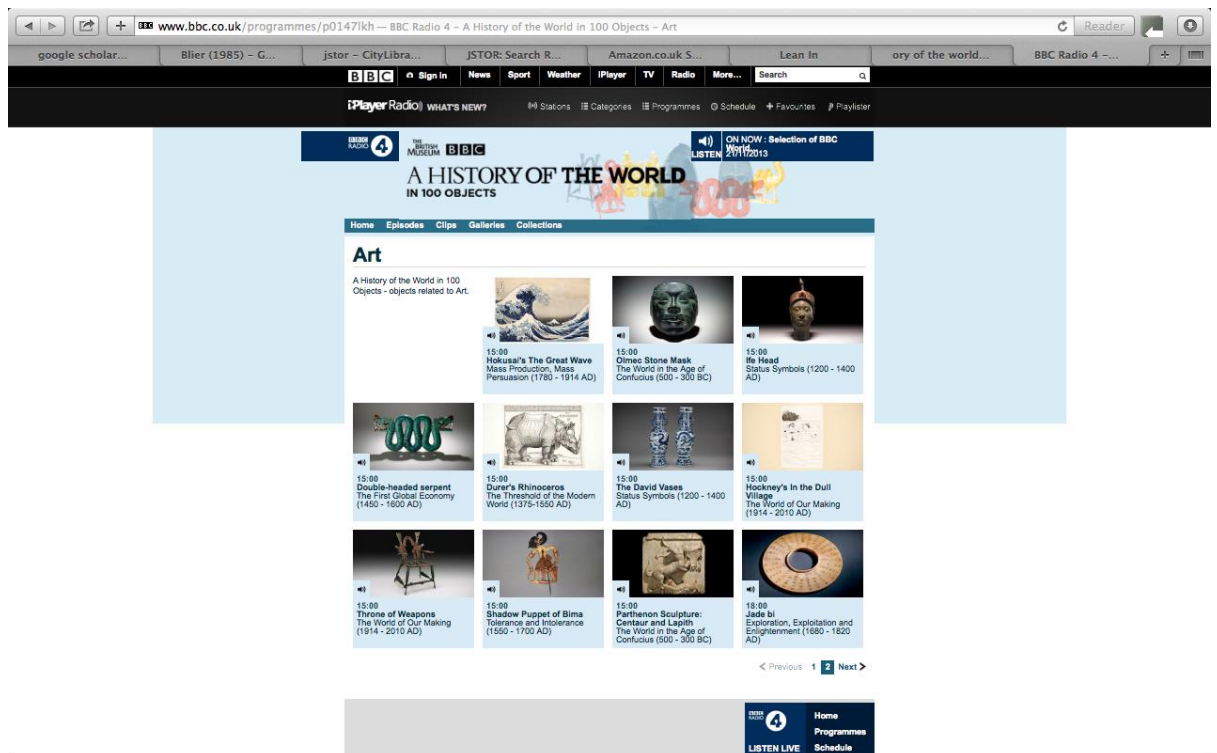 www.bbc.co.uk/programmes/p0147lkh — BBC Radio 4 – A History of the World in 100 Objects – Art
Reader
google scholar...
Blier (1985) – G...
jstor – CityLibra...
JSTOR: Search R...
Amazon.co.uk S...
Lean In
ory of the world...
BBC Radio 4 –...
BBC Sign in News Sport Weather iPlayer TV Radio More... Search
iPlayer Radio WHAT'S NEW? Stations Categories Programmes Schedule Favourites Playlister
BBC RADIO 4
THE BRITISH MUSEUM BBC
LISTEN
ON NOW : Selection of BBC
World...
21/11/2013
A HISTORY OF THE WORLD
IN 100 OBJECTS
Home Episodes Clips Galleries Collections
Art
A History of the World in 100
Objects - objects related to Art.
15:00
Hokusai's The Great Wave
Mass Production, Mass
Persuasion (1780 - 1914 AD)
15:00
Olmec Stone Mask
The World in the Age of
Confucius (500 - 300 BC)
15:00
Ife Head
Status Symbols (1200 - 1400
AD)
15:00
Double-headed serpent
The First Global Economy
(1450 - 1600 AD)
15:00
Durer's Rhinoceros
The Threshold of the Modern
World (1375-1550 AD)
15:00
The David Vases
Status Symbols (1200 - 1400
AD)
15:00
Hockney's In the Dull
Village
The World of Our Making
(1914 - 2010 AD)
15:00
Throne of Weapons
The World of Our Making
(1914 - 2010 AD)
15:00
Shadow Puppet of Bima
Tolerance and Intolerance
(1550 - 1700 AD)
15:00
Parthenon Sculpture:
Centaur and Lapith
The World in the Age of
Confucius (500 - 300 BC)
18:00
Jade bi
Exploration, Exploitation and
Enlightenment (1680 - 1820
AD)
Previous 1 2 Next
BBC RADIO 4
LISTEN LIVE
Home
Programmes
Schedule